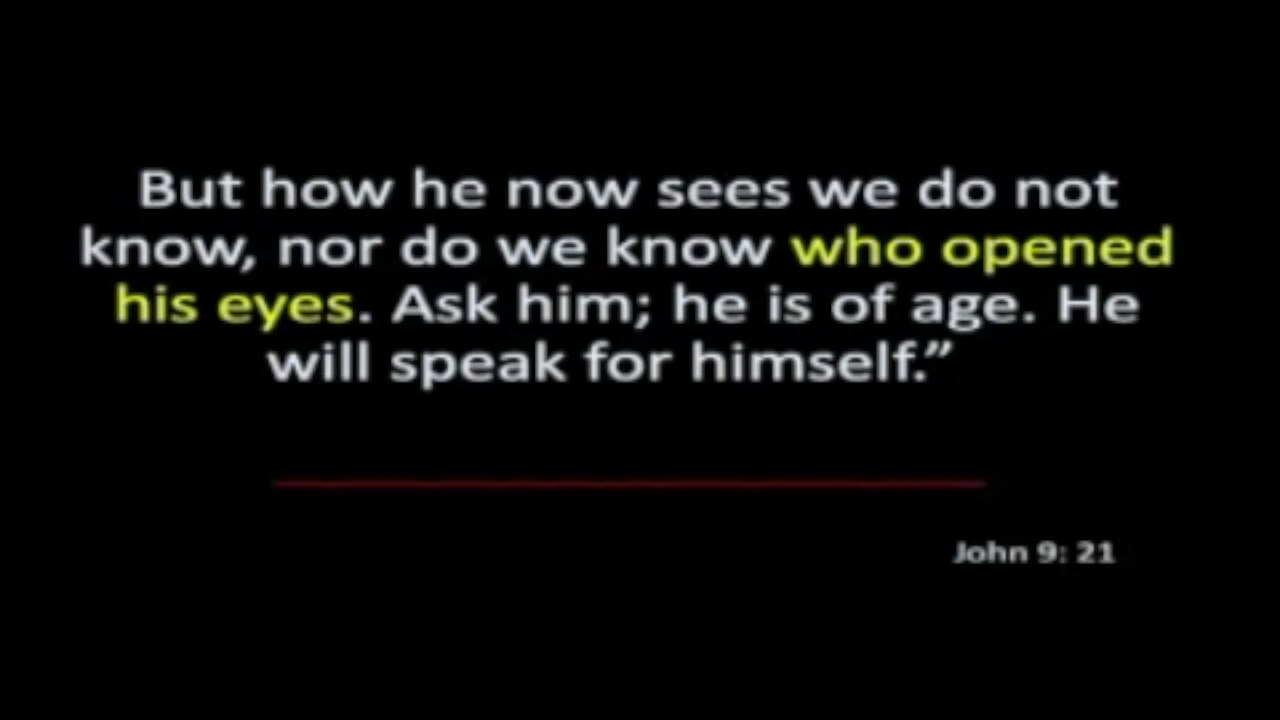 But how he now sees we do not
know, nor do we know who opened
his eyes. Ask him; he is of age. He
will speak for himself.”
John 9: 21